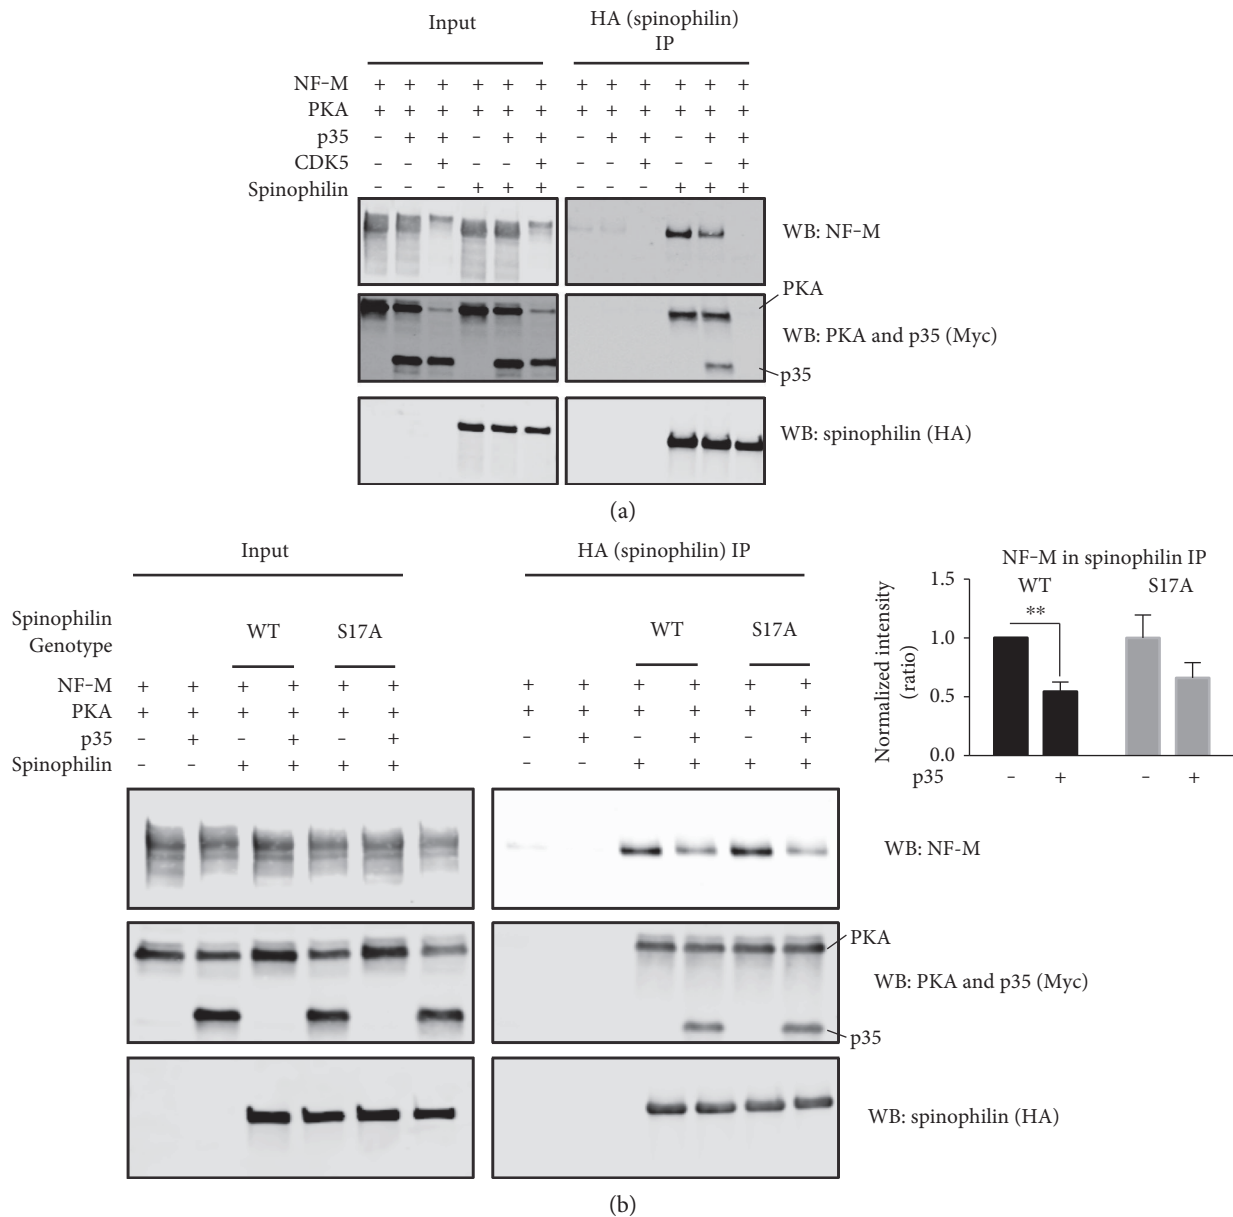 Input
HA (spinophilin)
IP
NF-M + + + + + + + + + + + +
PKA + + + + + + + + + + + +
p35 - + + - + + - + + - + +
CDK5 - - + - - + - - + - - +
Spinophilin - - - + + + - - - + + +
WB: NF-M
PKA
WB: PKA and p35 (Myc)
p35
WB: spinophilin (HA)
(a)
Input
HA (spinophilin) IP
Spinophilin
Genotype
WT S17A
WT S17A
NF-M + + + + + + + + + + + +
PKA + + + + + + + + + + + +
p35 - + - + - + - + - + - +
Spinophilin - - + + + + - - + + + +
WB: NF-M
PKA
WB: PKA and p35 (Myc)
p35
WB: spinophilin (HA)
NF-M in spinophilin IP
WT S17A
**
Normalized intensity
(ratio)
1.5
1.0
0.5
0.0
p35 - + - +
(b)